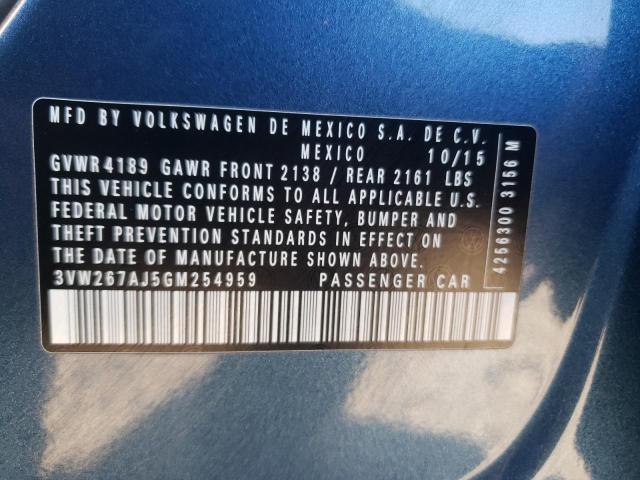 MFD BY VOLKSWAGEN DE MEXICO S.A. DE C.V.
MEXICO 10/15
GVWR4189 GAWR FRONT 2138 / REAR 2161 LBS
THIS VEHICLE CONFORMS TO ALL APPLICABLE U.S.
FEDERAL MOTOR VEHICLE SAFETY, BUMPER AND
THEFT PREVENTION STANDARDS IN EFFECT ON
THE DATE OF MANUFACTURE SHOWN ABOVE.
3VW267AJ5GM254959 PASSENGER CAR
4256300 3156 M